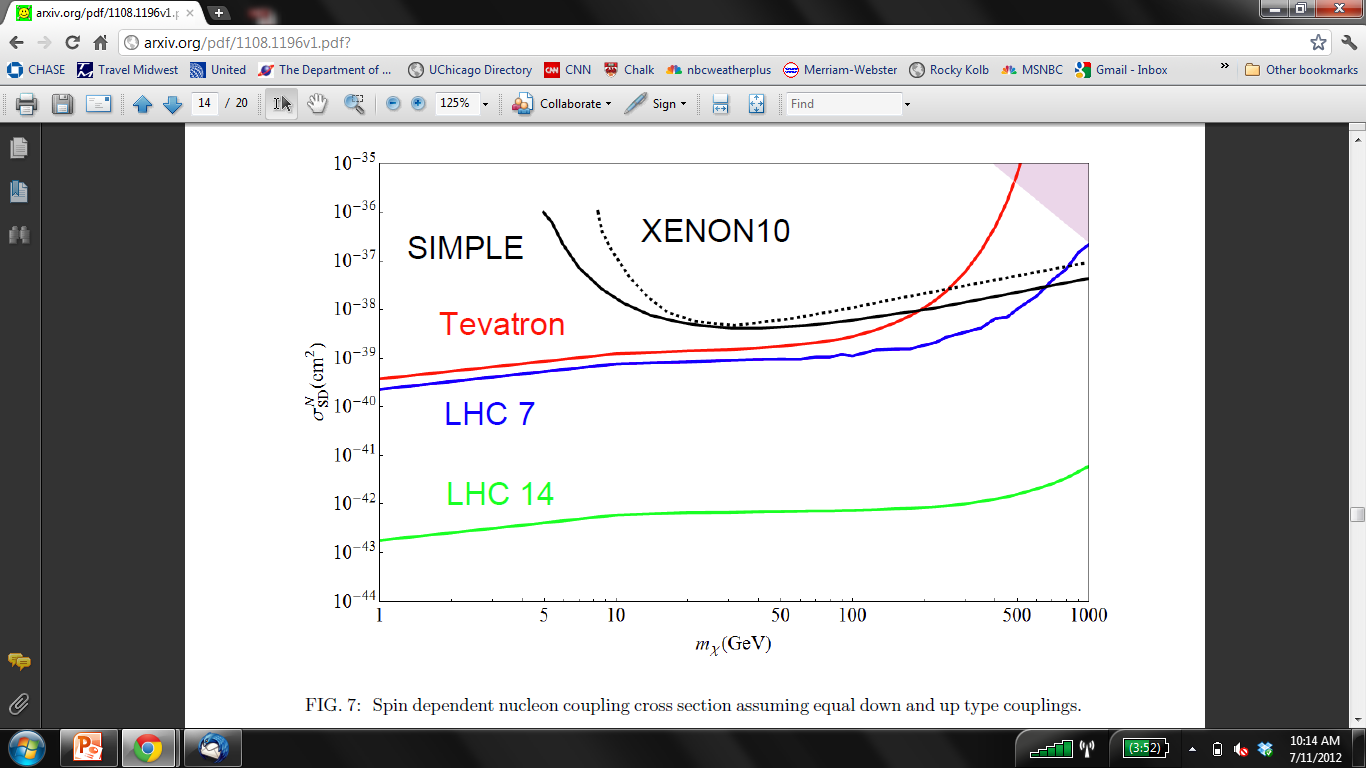 arxiv.org/pdf/1108.1196v1.p
arxiv.org/pdf/1108.1196v1.pdf?
CHASE Travel Midwest United The Department of ... UChicago Directory CNN Chalk nbcweatherplus Merriam-Webster Rocky Kolb MSNBC Gmail - Inbox » Other bookmarks
14 / 20 125% Collaborate Sign Find
10⁻³⁵
10⁻³⁶
XENON10
SIMPLE
10⁻³⁷
10⁻³⁸
Tevatron
10⁻³⁹
σ_SD^N(cm²)
10⁻⁴⁰
LHC 7
10⁻⁴¹
LHC 14
10⁻⁴²
10⁻⁴³
10⁻⁴⁴
1 5 10 50 100 500 1000
m_χ(GeV)
FIG. 7: Spin dependent nucleon coupling cross section assuming equal down and up type couplings.
(3:52)
10:14 AM
7/11/2012